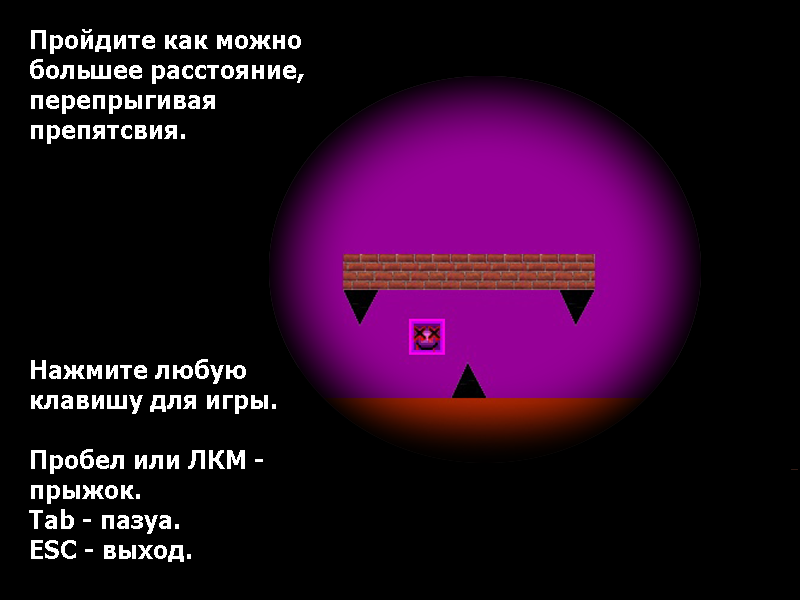 Пройдите как можно
большее расстояние,
перепрыгивая
препятсвия.
Нажмите любую
клавишу для игры.
Пробел или ЛКМ -
прыжок.
Tab - пазуа.
ESC - выход.